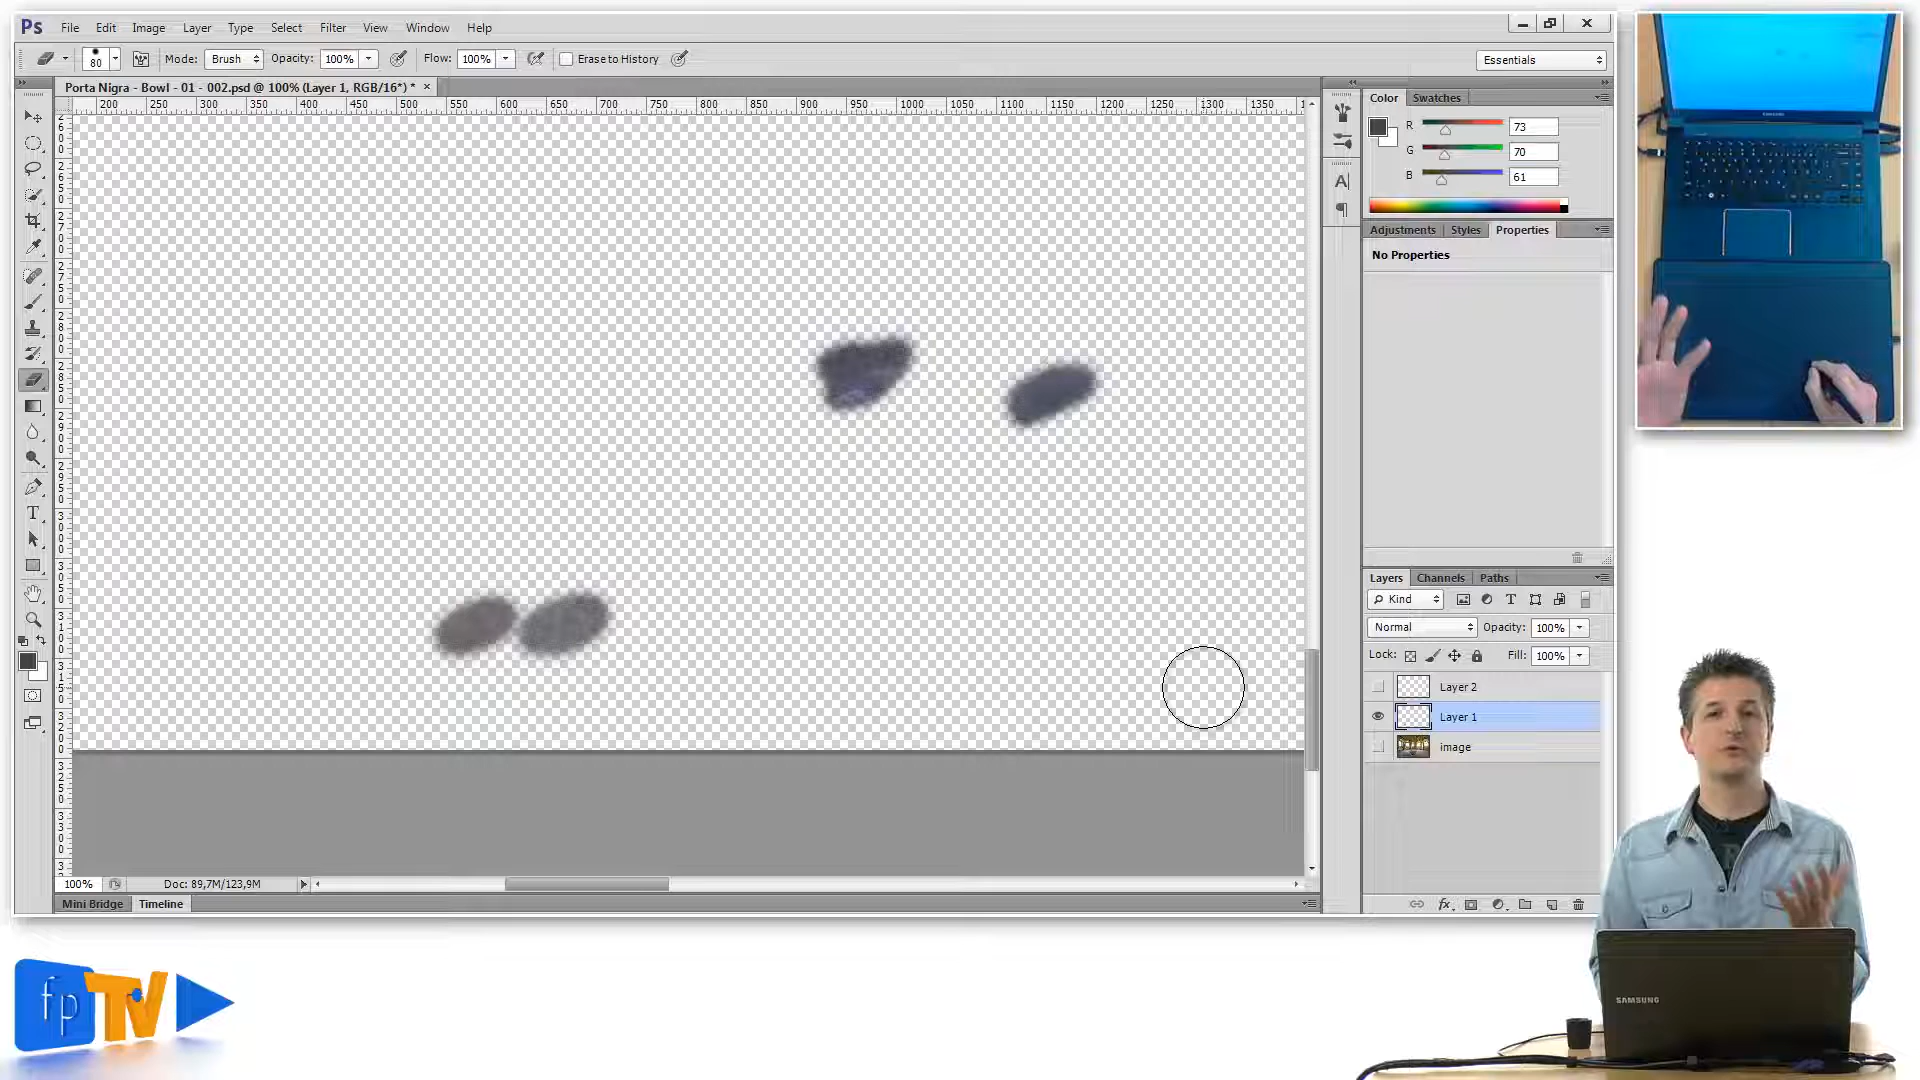 Ps File Edit Image Layer Type Select Filter View Window Help
80 Mode: Brush Opacity: 100% Flow: 100% Erase to History Essentials
Porta Nigra - Bowl - 01 - 002.psd @ 100% (Layer 1, RGB/16*) * ×
200 250 300 350 400 450 500 550 600 650 700 750 800 850 900 950 1000 1050 1100 1150 1200 1250 1300 1350
Color Swatches
R 73
G 70
B 61
Adjustments Styles Properties
No Properties
Layers Channels Paths
Kind
Normal Opacity: 100%
Lock: Fill: 100%
Layer 2
Layer 1
image
fx
100% Doc: 89,7M/123,9M
Mini Bridge Timeline
fp TV
SAMSUNG